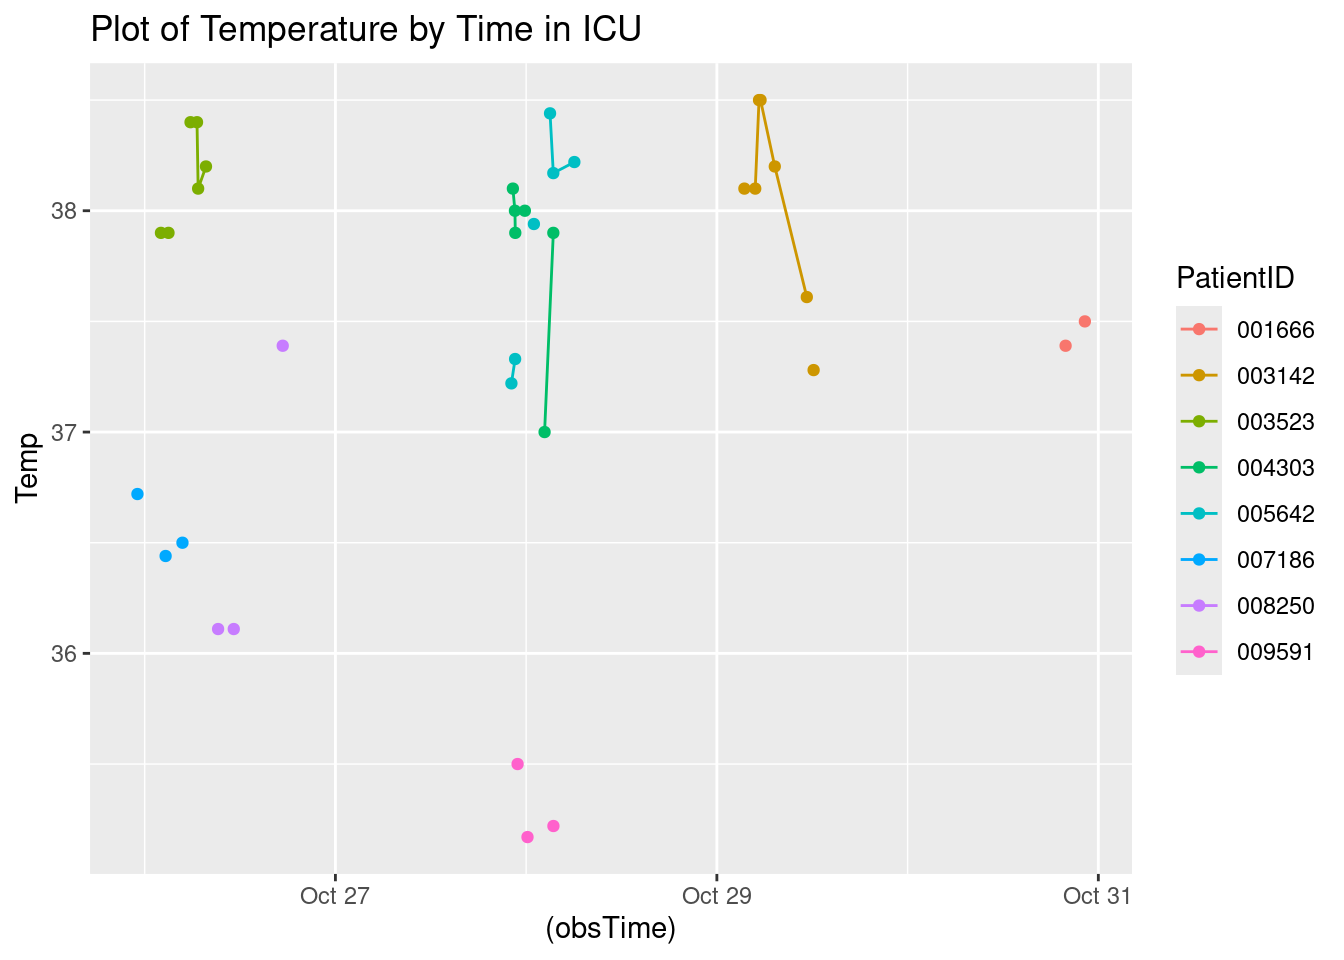 Plot of Temperature by Time in ICU
38
37
36
Temp
Oct 27
Oct 29
Oct 31
(obsTime)
PatientID
001666
003142
003523
004303
005642
007186
008250
009591